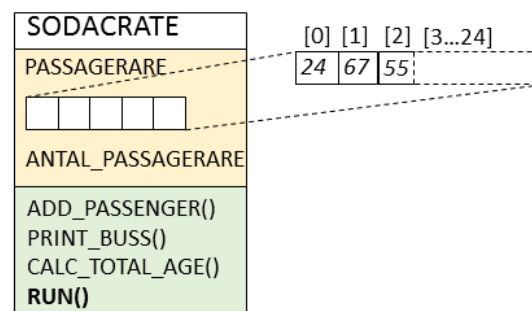 SODACRATE
PASSAGERARE
ANTAL_PASSAGERARE
ADD_PASSENGER()
PRINT_BUSS()
CALC_TOTAL_AGE()
RUN()
[0] [1] [2] [3...24]
24 67 55